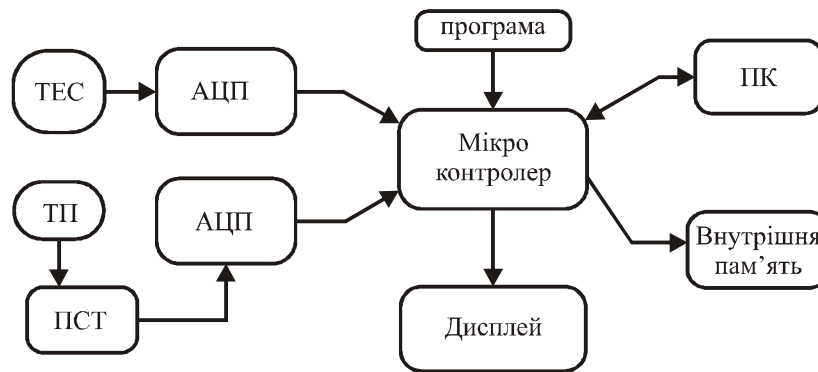 програма
ТЕС
АЦП
ПК
Мікро
контролер
ТП
АЦП
Внутрішня
пам’ять
ПСТ
Дисплей